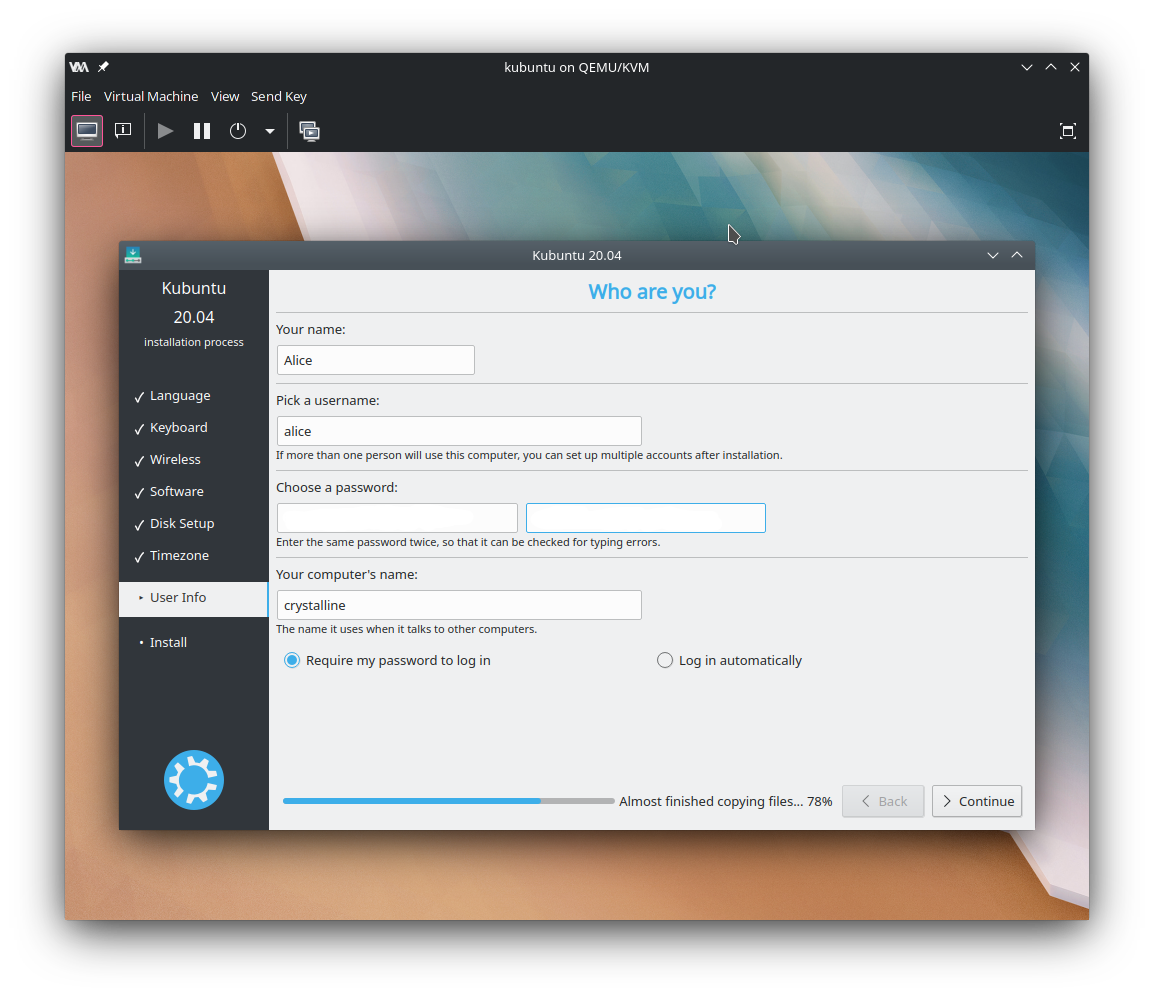 kubuntu on QEMU/KVM
File Virtual Machine View Send Key
Kubuntu 20.04
Kubuntu
20.04
installation process
Language
Keyboard
Wireless
Software
Disk Setup
Timezone
User Info
Install
Who are you?
Your name:
Alice
Pick a username:
alice
If more than one person will use this computer, you can set up multiple accounts after installation.
Choose a password:
Enter the same password twice, so that it can be checked for typing errors.
Your computer's name:
crystalline
The name it uses when it talks to other computers.
Require my password to log in Log in automatically
Almost finished copying files... 78% Back Continue